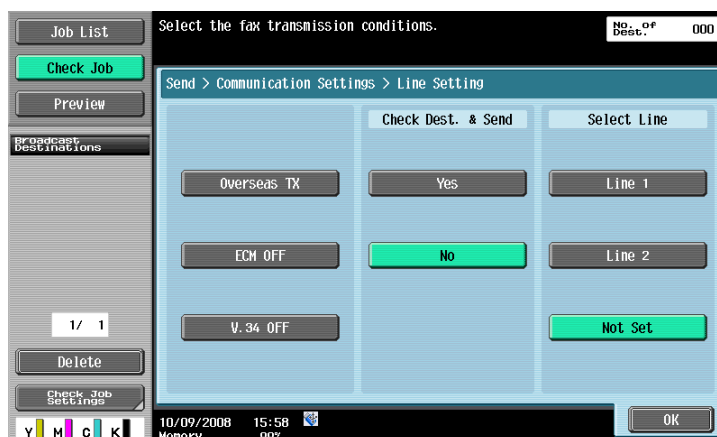 Job List
Check Job
Preview
Broadcast
Destinations
1/ 1
Delete
Check Job
Settings
Y M C K
Select the fax transmission conditions.
No. of
Dest. 000
Send > Communication Settings > Line Setting
Check Dest. & Send
Select Line
Overseas TX
Yes
Line 1
ECM OFF
No
Line 2
V.34 OFF
Not Set
10/09/2008 15:58
Memory 99%
OK